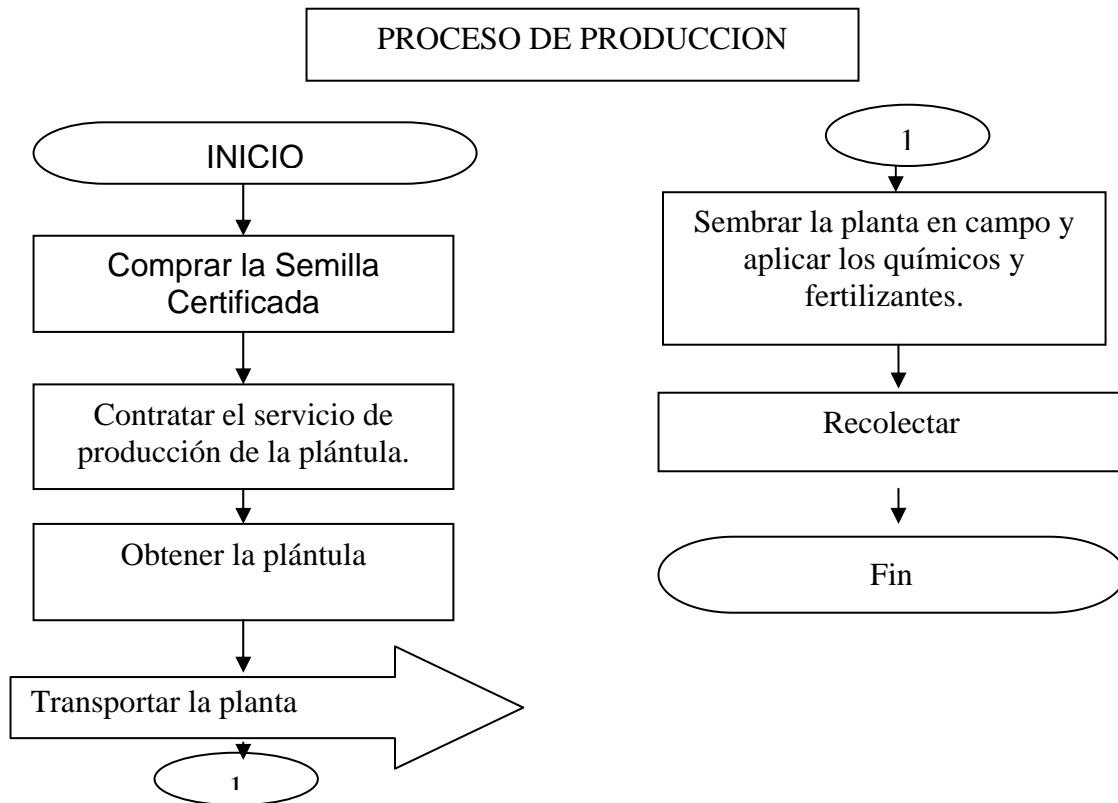 PROCESO DE PRODUCCION
INICIO
Comprar la Semilla
Certificada
Contratar el servicio de
producción de la plántula.
Obtener la plántula
Transportar la planta
1
1
Sembrar la planta en campo y
aplicar los químicos y
fertilizantes.
Recolectar
Fin